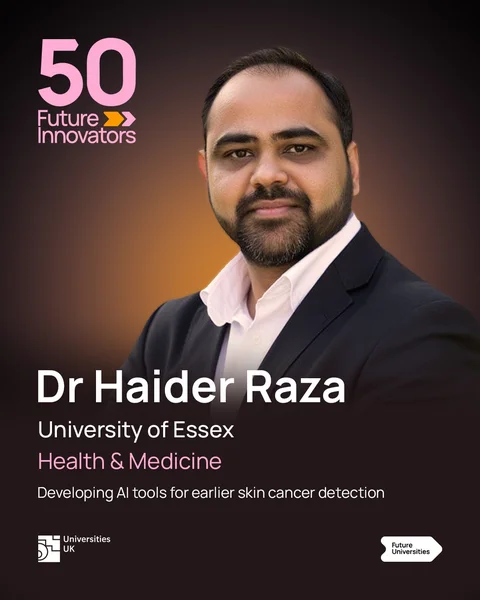 50
Future
Innovators
Dr Haider Raza
University of Essex
Health & Medicine
Developing AI tools for earlier skin cancer detection
Universities
UK
Future
Universities